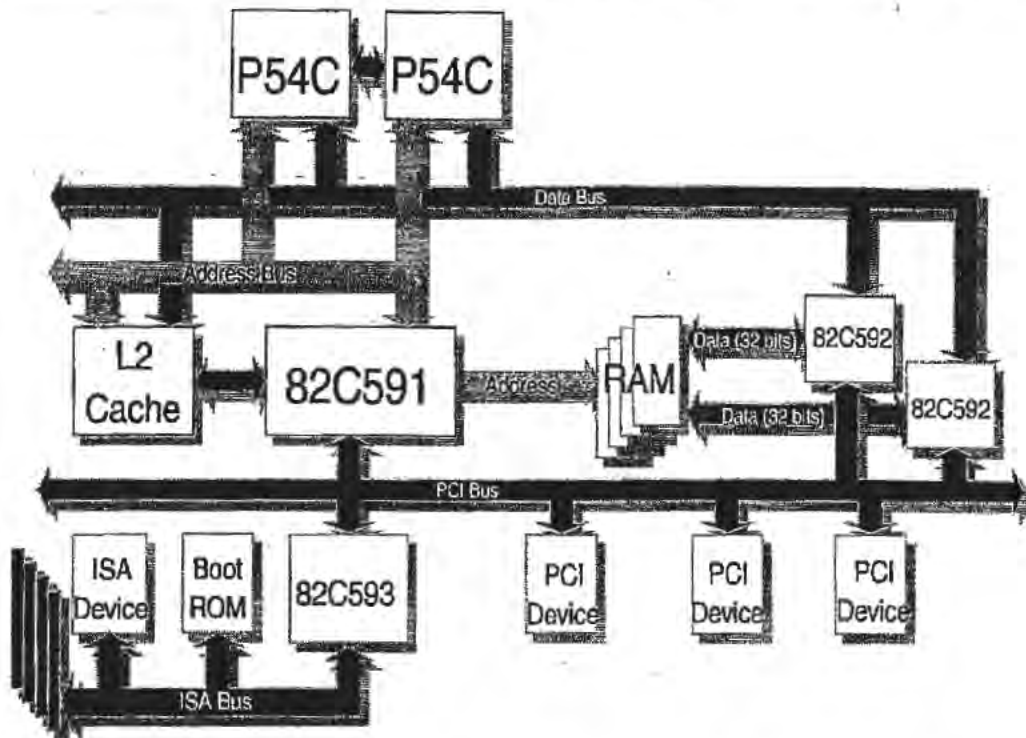 P54C
P54C
Data Bus
Address Bus
L2
Cache
82C591
Address
RAM
Data (32 bits)
82C592
Data (32 bits)
82C592
PCI Bus
ISA
Device
Boot
ROM
82C593
PCI
Device
PCI
Device
PCI
Device
ISA Bus